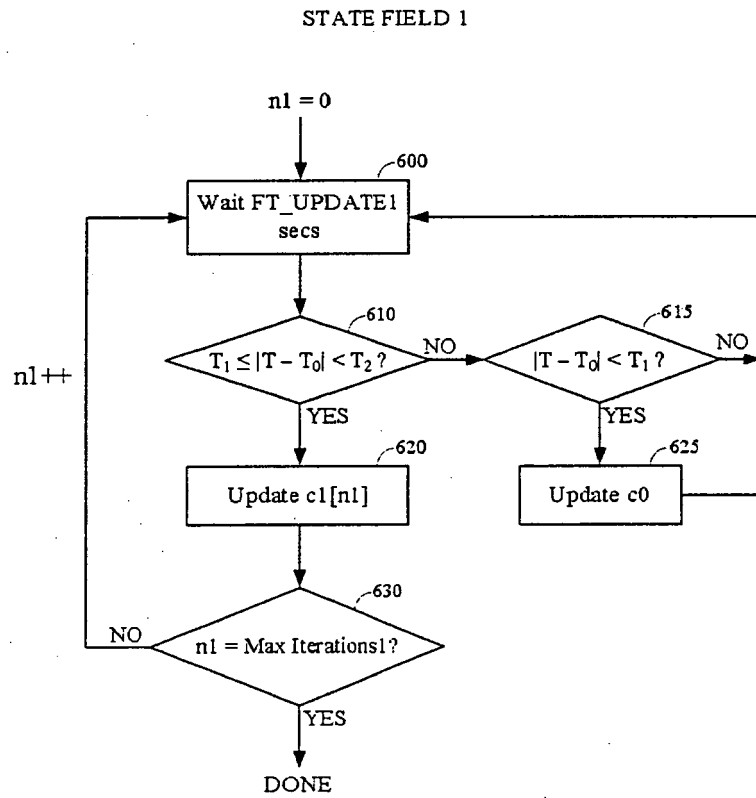 STATE FIELD 1
n1 = 0
600
Wait FT_UPDATE1
secs
610
615
T₁ ≤ |T – T₀| < T₂ ?
NO
|T – T₀| < T₁ ?
NO
n1++
YES
YES
620
625
Update c1[n1]
Update c0
630
NO
n1 = Max Iterations1?
YES
DONE